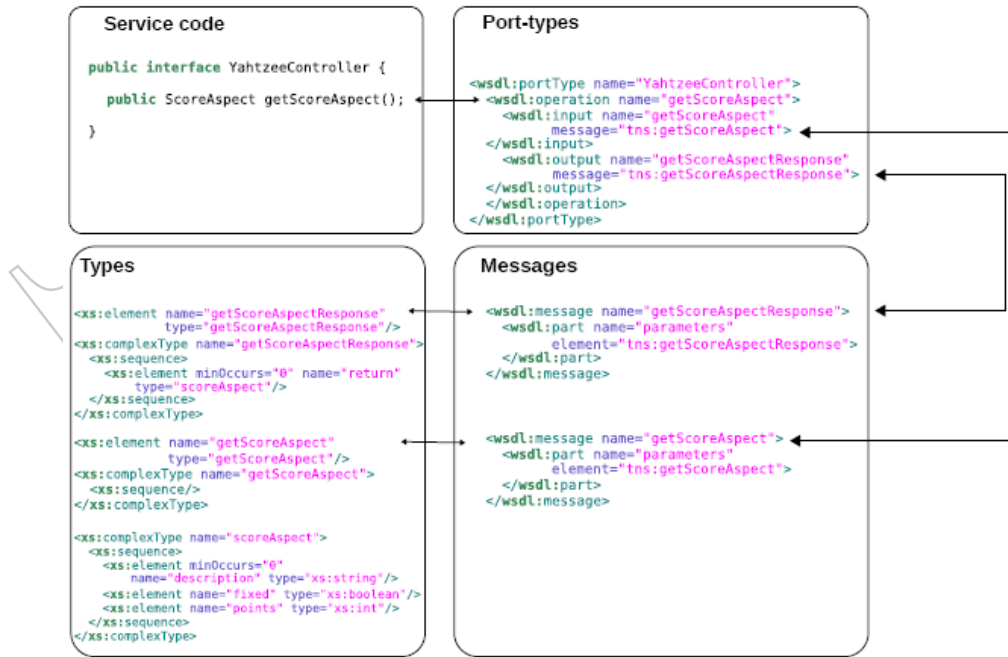 Service code
public interface YahtzeeController {
public ScoreAspect getScoreAspect();
}
Port-types
<wsdl:portType name="YahtzeeController">
<wsdl:operation name="getScoreAspect">
<wsdl:input name="getScoreAspect"
message="tns:getScoreAspect">
</wsdl:input>
<wsdl:output name="getScoreAspectResponse"
message="tns:getScoreAspectResponse">
</wsdl:output>
</wsdl:operation>
</wsdl:portType>
Types
<xs:element name="getScoreAspectResponse"
type="getScoreAspectResponse"/>
<xs:complexType name="getScoreAspectResponse">
<xs:sequence>
<xs:element minOccurs="0" name="return"
type="scoreAspect"/>
</xs:sequence>
</xs:complexType>
<xs:element name="getScoreAspect"
type="getScoreAspect"/>
<xs:complexType name="getScoreAspect">
<xs:sequence/>
</xs:complexType>
<xs:complexType name="scoreAspect">
<xs:sequence>
<xs:element minOccurs="0"
name="description" type="xs:string"/>
<xs:element name="fixed" type="xs:boolean"/>
<xs:element name="points" type="xs:int"/>
</xs:sequence>
</xs:complexType>
Messages
<wsdl:message name="getScoreAspectResponse">
<wsdl:part name="parameters"
element="tns:getScoreAspectResponse">
</wsdl:part>
</wsdl:message>
<wsdl:message name="getScoreAspect">
<wsdl:part name="parameters"
element="tns:getScoreAspect">
</wsdl:part>
</wsdl:message>